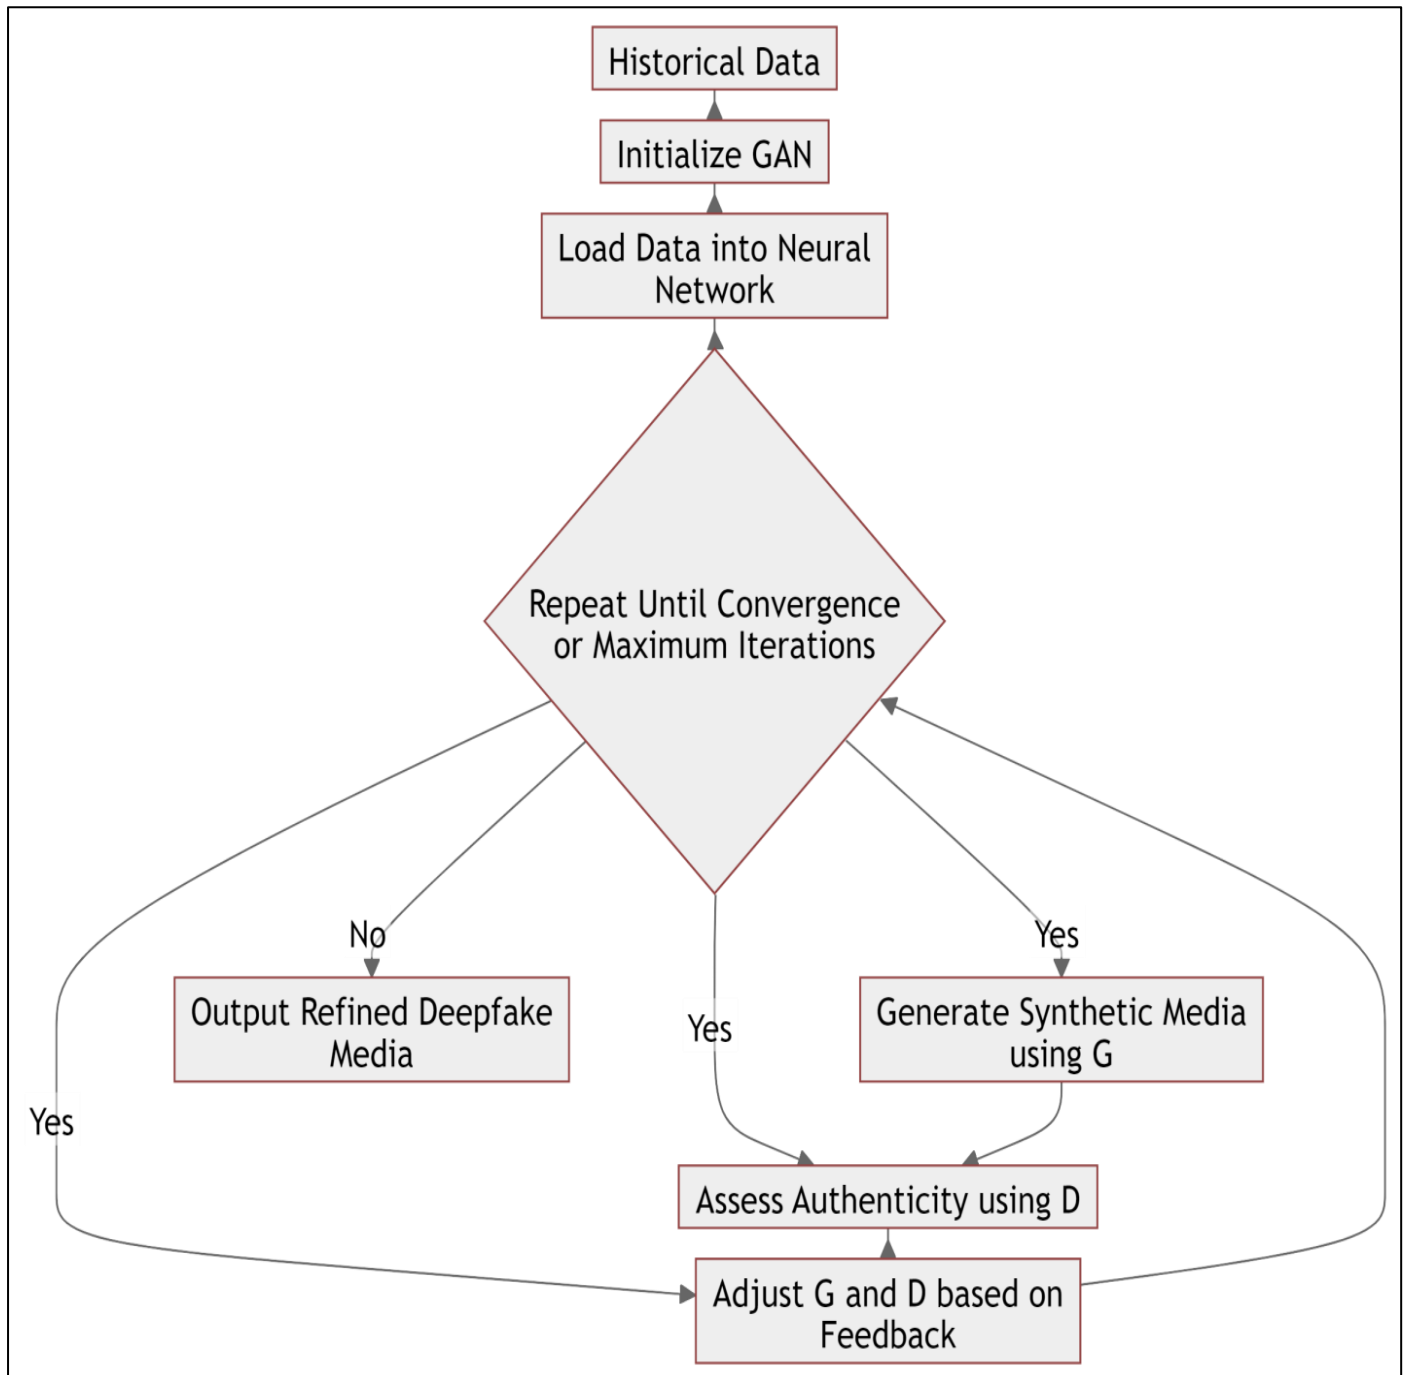 Historical Data
Initialize GAN
Load Data into Neural
Network
Repeat Until Convergence
or Maximum Iterations
No
Yes
Output Refined Deepfake
Media
Yes
Generate Synthetic Media
using G
Yes
Assess Authenticity using D
Adjust G and D based on
Feedback